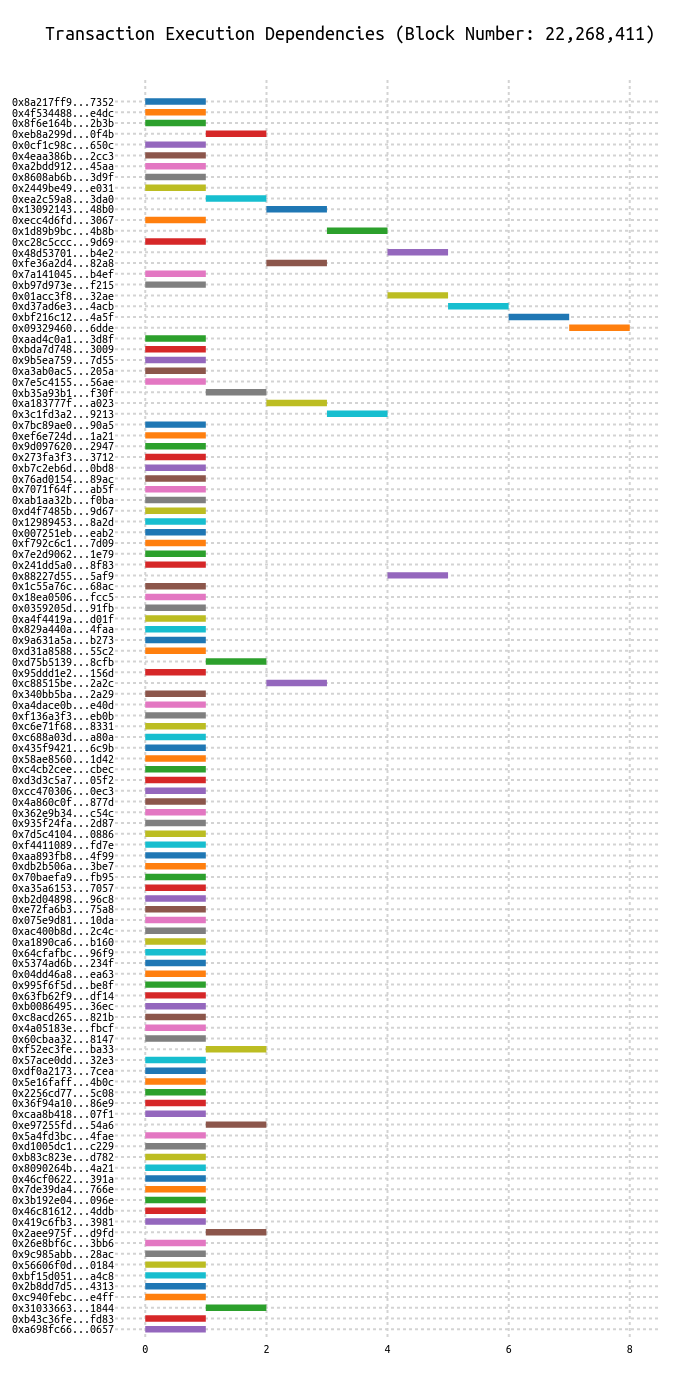 Transaction Execution Dependencies (Block Number: 22,268,411)
0x8a217ff9...7352
0x4f534488...e4dc
0x8f6e164b...2b3b
0xeb8a299d...0f4b
0x0cf1c98c...650c
0x4eaa386b...2cc3
0xa2bdd912...45aa
0x8608ab6b...3d9f
0x2449be49...e031
0xea2c59a8...3da0
0x13092143...48b0
0xecc4d6fd...3067
0x1d89b9bc...4b8b
0xc28c5ccc...9d69
0x48d53701...b4e2
0xfe36a2d4...82a8
0x7a141045...b4ef
0xb97d973e...f215
0x01acc3f8...32ae
0xd37ad6e3...4acb
0xbf216c12...4a5f
0x09329460...6dde
0xaad4c0a1...3d8f
0xbda7d748...3009
0x9b5ea759...7d55
0xa3ab0ac5...205a
0x7e5c4155...56ae
0xb35a93b1...f30f
0xa183777f...a023
0x3c1fd3a2...9213
0x7bc89ae0...90a5
0xef6e724d...1a21
0x9d097620...2947
0x273fa3f3...3712
0xb7c2eb6d...0bd8
0x76ad0154...89ac
0x7071f64f...ab5f
0xab1aa32b...f0ba
0xd4f7485b...9d67
0x12989453...8a2d
0x007251eb...eab2
0xf792c6c1...7d09
0x7e2d9062...1e79
0x241dd5a0...8f83
0x88227d55...5af9
0x1c55a76c...68ac
0x18ea0506...fcc5
0x0359205d...91fb
0xa4f4419a...d01f
0x829a440a...4faa
0x9a631a5a...b273
0xd31a8588...55c2
0xd75b5139...8cfb
0x95ddd1e2...156d
0xc88515be...2a2c
0x340bb5ba...2a29
0xa4dace0b...e40d
0xf136a3f3...eb0b
0xc6e71f68...8331
0xc688a03d...a80a
0x435f9421...6c9b
0x58ae8560...1d42
0xc4cb2cee...cbec
0xd3d3c5a7...05f2
0xcc470306...0ec3
0x4a860c0f...877d
0x362e9b34...c54c
0x935f24fa...2d87
0x7d5c4104...0886
0xf4411089...fd7e
0xaa893fb8...4f99
0xdb2b506a...3be7
0x70baefa9...fb95
0xa35a6153...7057
0xb2d04898...96c8
0xe72fa6b3...75a8
0x075e9d81...10da
0xac400b8d...2c4c
0xa1890ca6...b160
0x64cfafbc...96f9
0x5374ad6b...234f
0x04dd46a8...ea63
0x995f6f5d...be8f
0x63fb62f9...df14
0xb0086495...36ec
0xc8acd265...821b
0x4a05183e...fbcf
0x60cbaa32...8147
0xf52ec3fe...ba33
0x57ace0dd...32e3
0xdf0a2173...7cea
0x5e16faff...4b0c
0x2256cd77...5c08
0x36f94a10...86e9
0xcaa8b418...07f1
0xe97255fd...54a6
0x5a4fd3bc...4fae
0xd1005dc1...c229
0xb83c823e...d782
0x8090264b...4a21
0x46cf0622...391a
0x7de39da4...766e
0x3b192e04...096e
0x46c81612...4ddb
0x419c6fb3...3981
0x2aee975f...d9fd
0x26e8bf6c...3bb6
0x9c985abb...28ac
0x56606f0d...0184
0xbf15d051...a4c8
0x2b8dd7d5...4313
0xc940febc...e4ff
0x31033663...1844
0xb43c36fe...fd83
0xa698fc66...0657
0 2 4 6 8